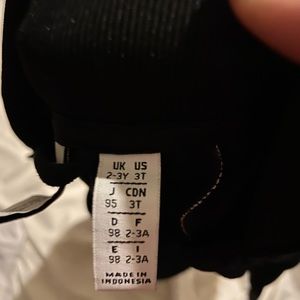 UK US
2-3Y 3T
J CDN
95 3T
D F
98 2-3A
E I
98 2-3A
MADE IN
INDONESIA